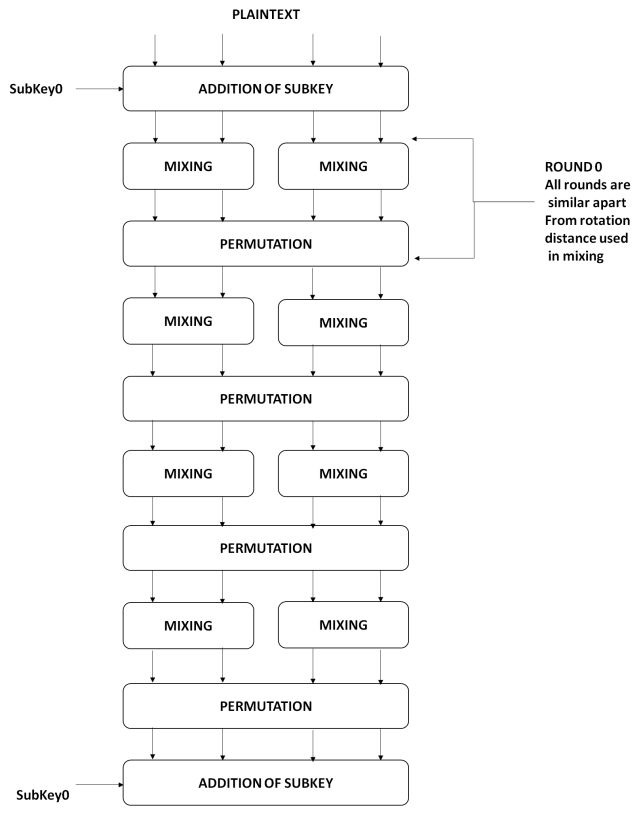 PLAINTEXT
SubKey0
ADDITION OF SUBKEY
MIXING
MIXING
ROUND 0
All rounds are
similar apart
From rotation
distance used
in mixing
PERMUTATION
MIXING
MIXING
PERMUTATION
MIXING
MIXING
PERMUTATION
MIXING
MIXING
PERMUTATION
ADDITION OF SUBKEY
SubKey0